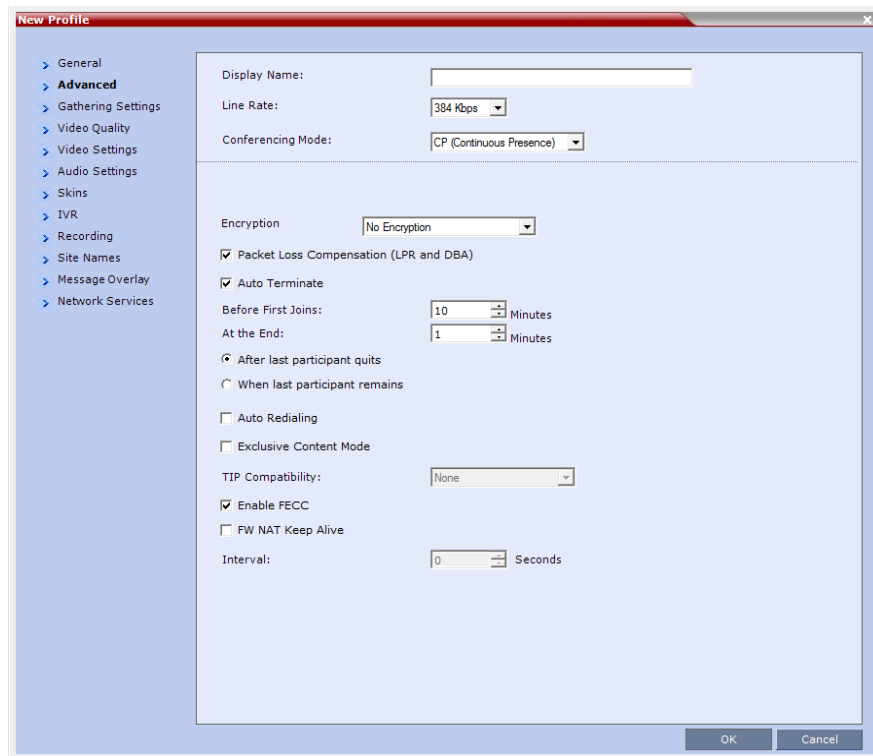 New Profile
General
Advanced
Gathering Settings
Video Quality
Video Settings
Audio Settings
Skins
IVR
Recording
Site Names
Message Overlay
Network Services
Display Name:
Line Rate:
384 Kbps
Conferencing Mode:
CP (Continuous Presence)
Encryption
No Encryption
Packet Loss Compensation (LPR and DBA)
Auto Terminate
Before First Joins:
10
Minutes
At the End:
1
Minutes
After last participant quits
When last participant remains
Auto Redialing
Exclusive Content Mode
TIP Compatibility:
None
Enable FECC
FW NAT Keep Alive
Interval:
0
Seconds
OK
Cancel